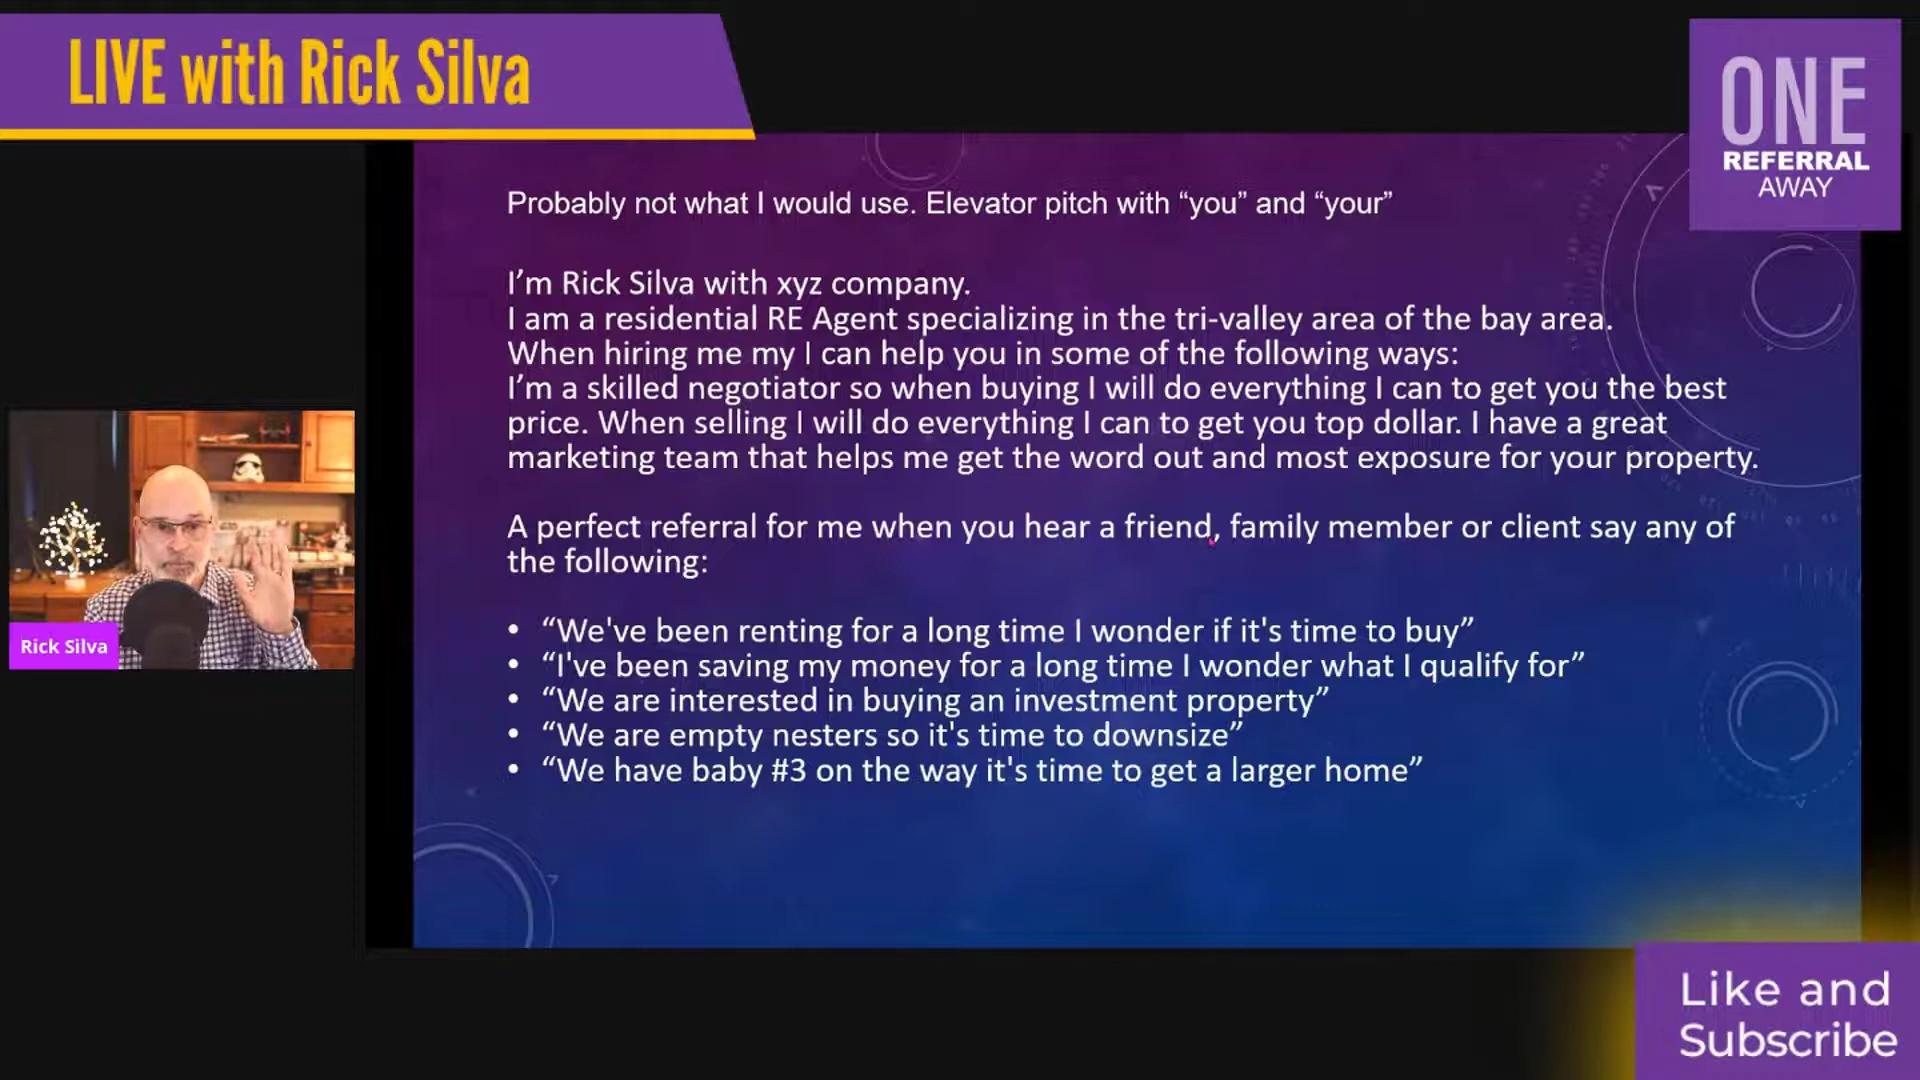 LIVE with Rick Silva
ONE
REFERRAL
AWAY
Probably not what I would use. Elevator pitch with “you” and “your”
I’m Rick Silva with xyz company.
I am a residential RE Agent specializing in the tri-valley area of the bay area.
When hiring me my I can help you in some of the following ways:
I’m a skilled negotiator so when buying I will do everything I can to get you the best
price. When selling I will do everything I can to get you top dollar. I have a great
marketing team that helps me get the word out and most exposure for your property.
A perfect referral for me when you hear a friend, family member or client say any of
the following:
• “We've been renting for a long time I wonder if it's time to buy”
• “I've been saving my money for a long time I wonder what I qualify for”
• “We are interested in buying an investment property”
• “We are empty nesters so it's time to downsize”
• “We have baby #3 on the way it's time to get a larger home”
Rick Silva
Like and
Subscribe